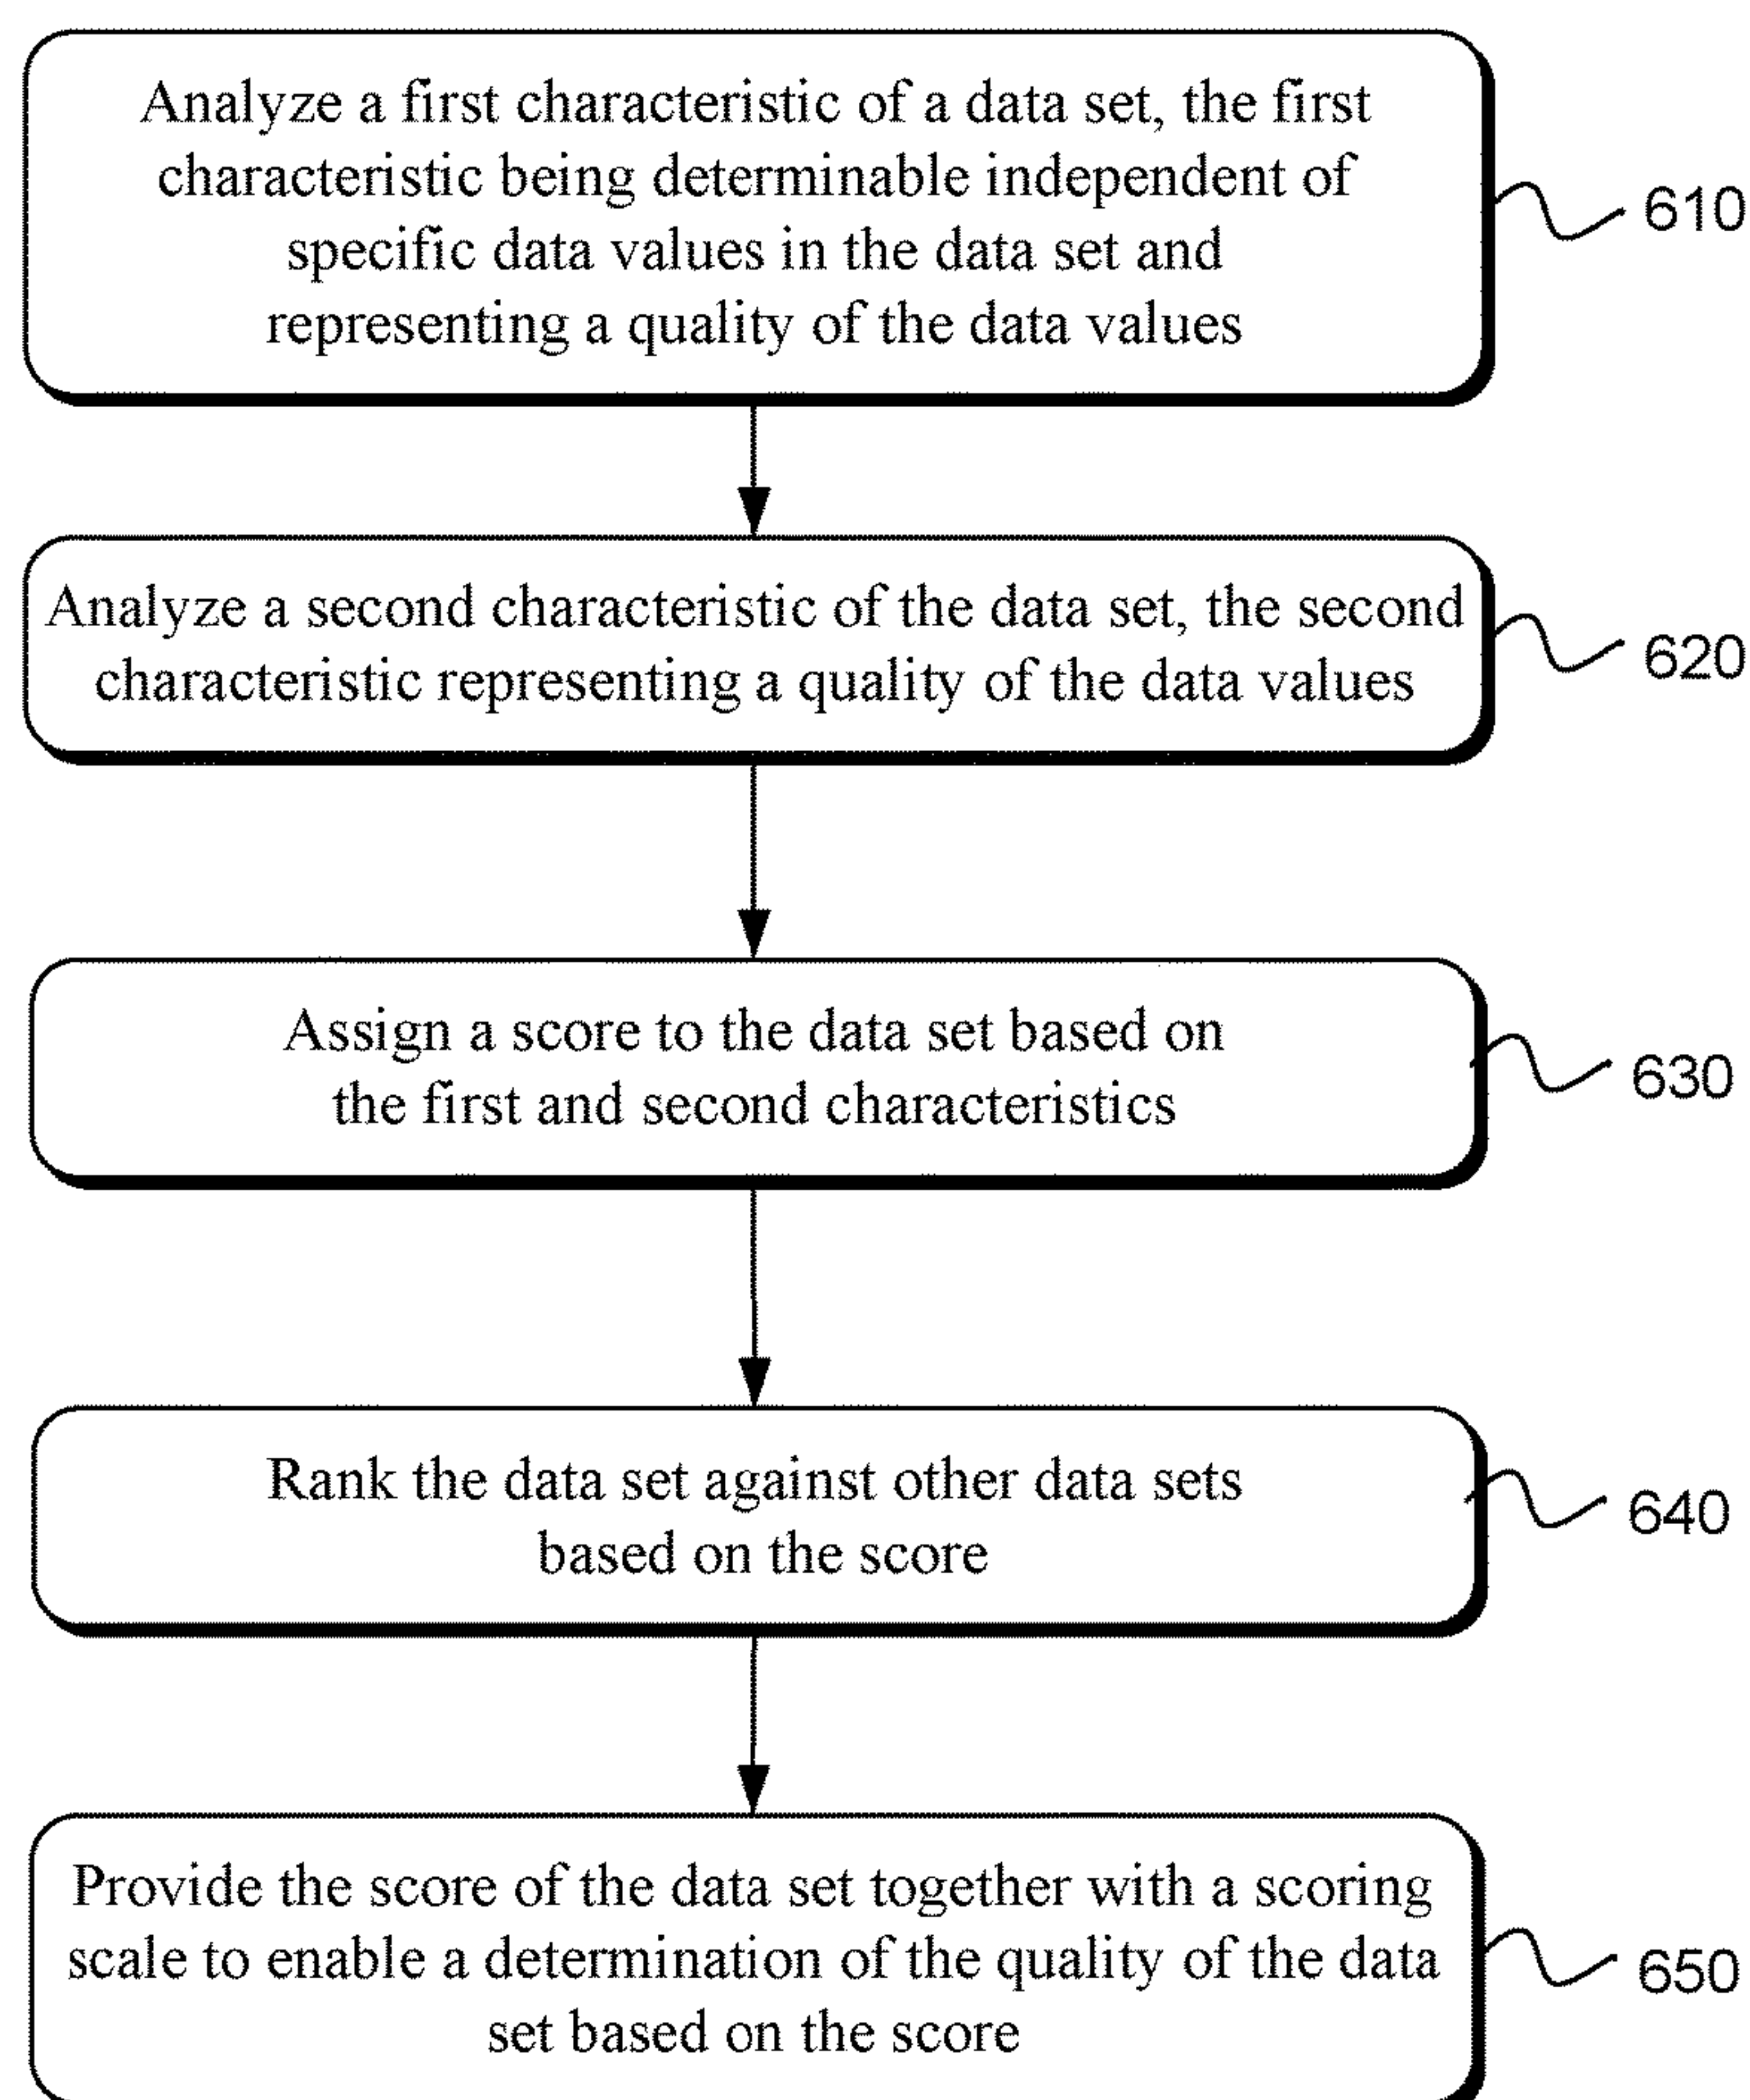 Analyze a first characteristic of a data set, the first
characteristic being determinable independent of
specific data values in the data set and
representing a quality of the data values
610
Analyze a second characteristic of the data set, the second
characteristic representing a quality of the data values
620
Assign a score to the data set based on
the first and second characteristics
630
Rank the data set against other data sets
based on the score
640
Provide the score of the data set together with a scoring
scale to enable a determination of the quality of the data
set based on the score
650